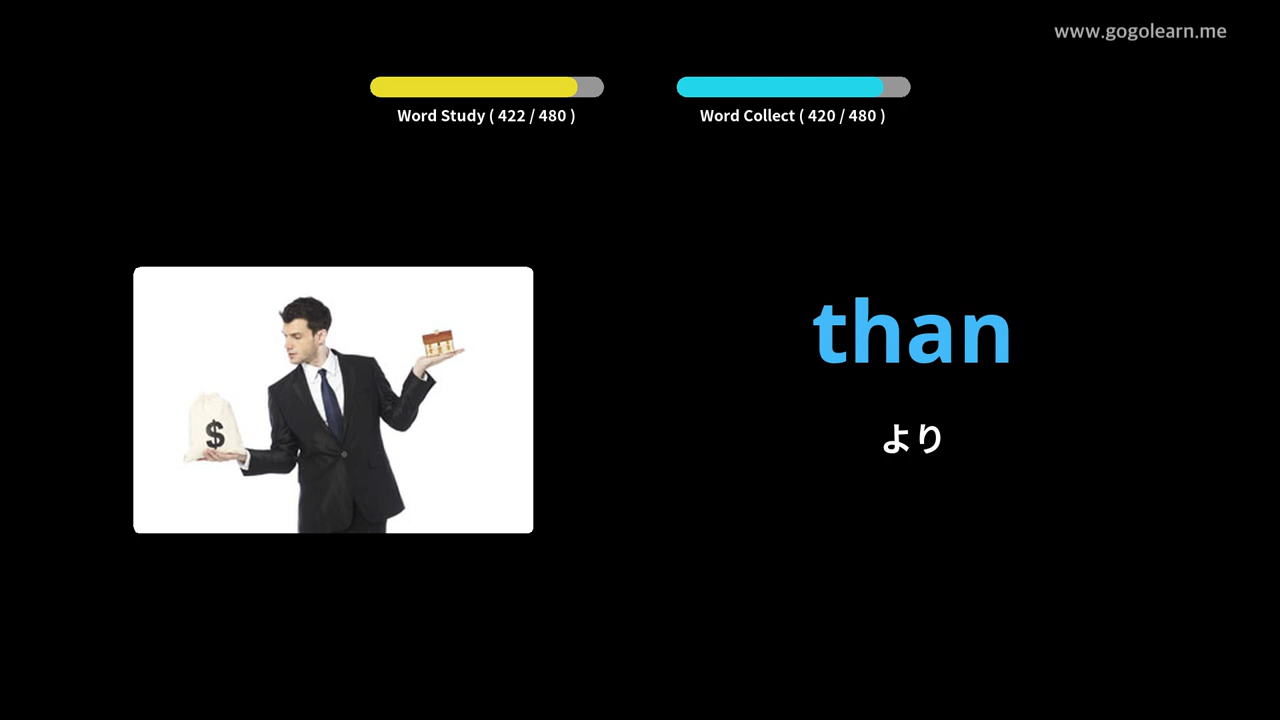 www.gogolearn.me
Word Study ( 422 / 480 )
Word Collect ( 420 / 480 )
$
than
より